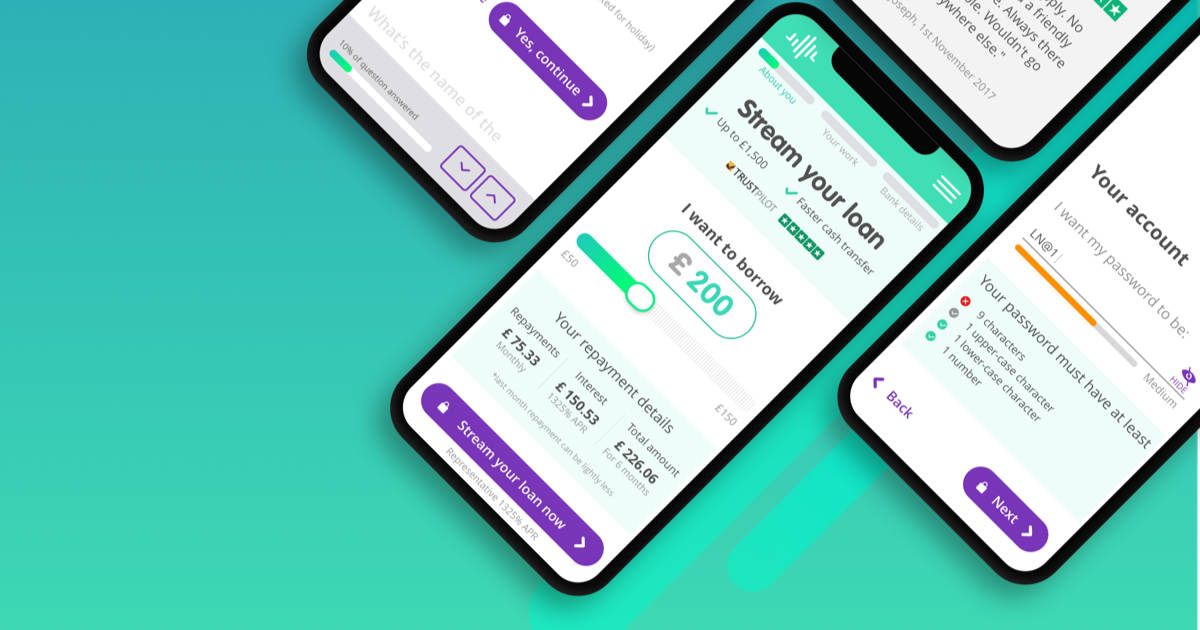 ted for holiday)
Yes, continue
What's the name of the
10% of question answered
About you
Your work
Bank details
Stream your loan
Up to £1,500
Faster cash transfer
TRUSTPILOT
I want to borrow
£ 200
£50
£150
Your repayment details
Repayments
£ 75.33
Monthly
Interest
£ 150.53
1325% APR
Total amount
£ 226.06
For 6 months
*last month repayment can be lightly less
Stream your loan now
Representative 1325% APR
No
a friendly
Always there
Wouldn't go
ywhere else."
oseph, 1st November 2017
Your account
I want my password to be:
LN@1
HIDE
Medium
Your password must have at least
9 characters
1 upper-case character
1 lower-case character
1 number
Back
Next